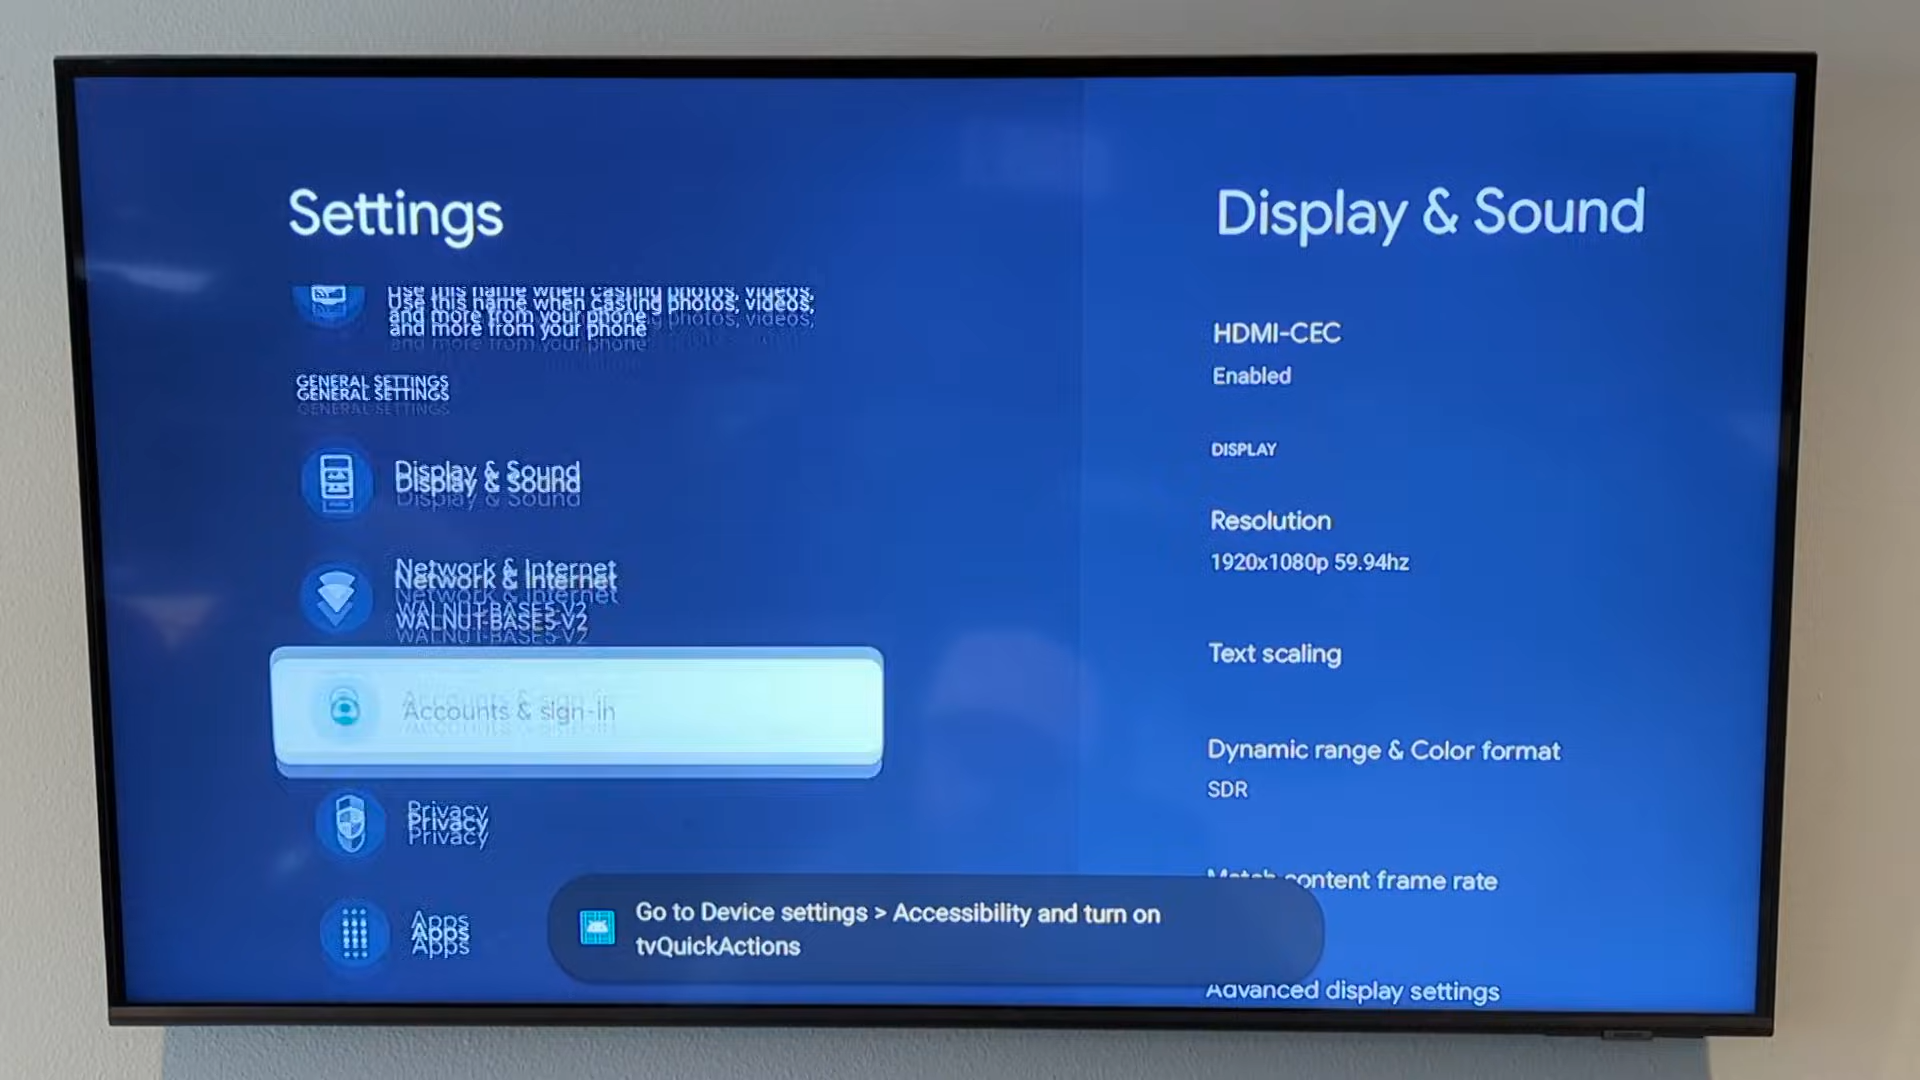 Settings
Use this name when casting photos, videos,
and more from your phone
GENERAL SETTINGS
Display & Sound
Network & Internet
WALNUT-BASE5-V2
Accounts & sign-in
Privacy
Apps
Display & Sound
HDMI-CEC
Enabled
DISPLAY
Resolution
1920x1080p 59.94hz
Text scaling
Dynamic range & Color format
SDR
Match content frame rate
Advanced display settings
Go to Device settings > Accessibility and turn on
tvQuickActions